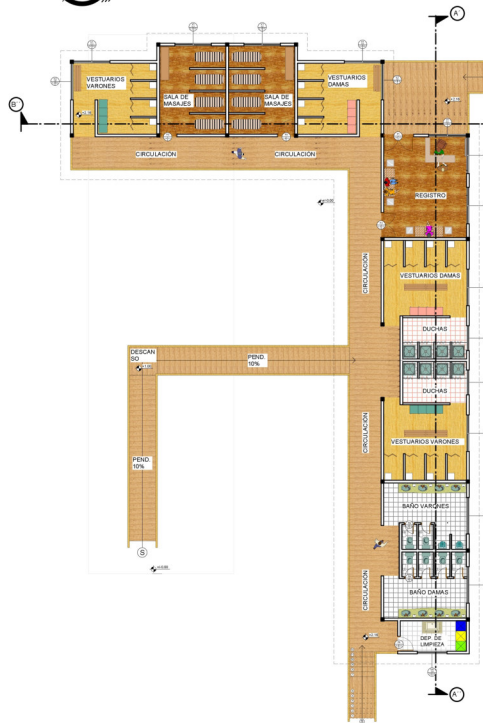 A'
VESTUARIOS
VARONES
SALA DE
MASAJES
SALA DE
MASAJES
VESTUARIOS
DAMAS
B'
CIRCULACIÓN
CIRCULACIÓN
REGISTRO
CIRCULACIÓN
VESTUARIOS DAMAS
DUCHAS
DESCAN
SO
PEND.
10%
DUCHAS
CIRCULACIÓN
VESTUARIOS VARONES
PEND.
10%
BAÑO VARONES
S
CIRCULACIÓN
BAÑO DAMAS
DEP. DE
LIMPIEZA
A